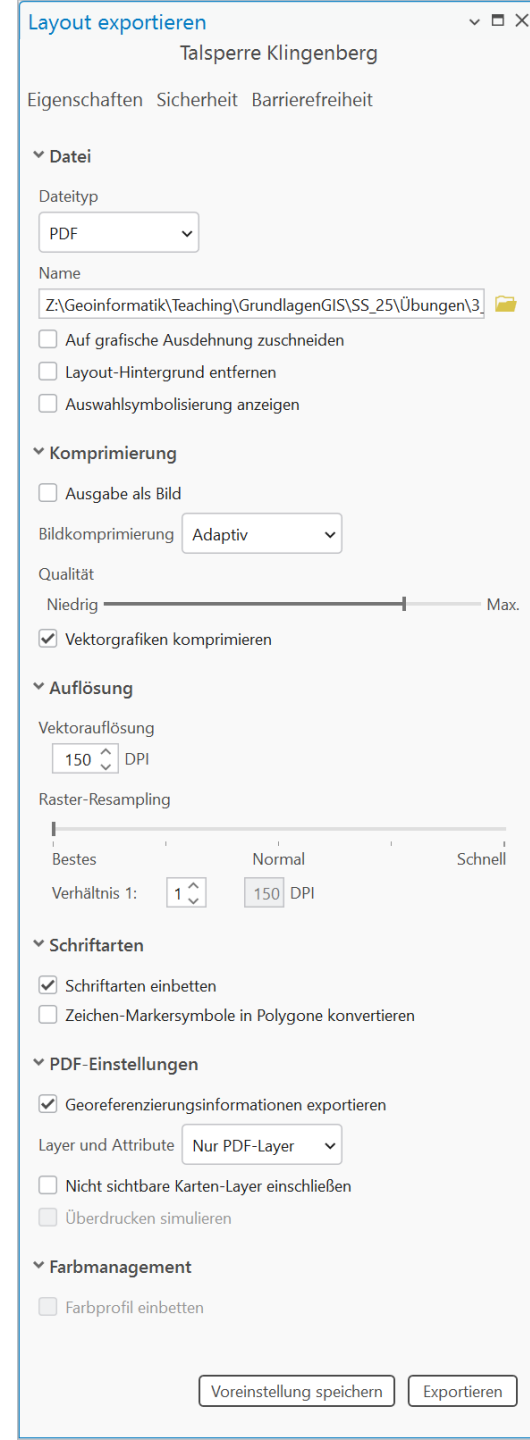 Layout exportieren
Talsperre Klingenberg
Eigenschaften Sicherheit Barrierefreiheit
Datei
Dateityp
PDF
Name
Z:\Geoinformatik\Teaching\GrundlagenGIS\SS_25\Übungen\3_
Auf grafische Ausdehnung zuschneiden
Layout-Hintergrund entfernen
Auswahlsymbolisierung anzeigen
Komprimierung
Ausgabe als Bild
Bildkomprimierung Adaptiv
Qualität
Niedrig Max.
Vektorgrafiken komprimieren
Auflösung
Vektorauflösung
150 DPI
Raster-Resampling
Bestes Normal Schnell
Verhältnis 1: 1 150 DPI
Schriftarten
Schriftarten einbetten
Zeichen-Markersymbole in Polygone konvertieren
PDF-Einstellungen
Georeferenzierungsinformationen exportieren
Layer und Attribute Nur PDF-Layer
Nicht sichtbare Karten-Layer einschließen
Überdrucken simulieren
Farbmanagement
Farbprofil einbetten
Voreinstellung speichern Exportieren